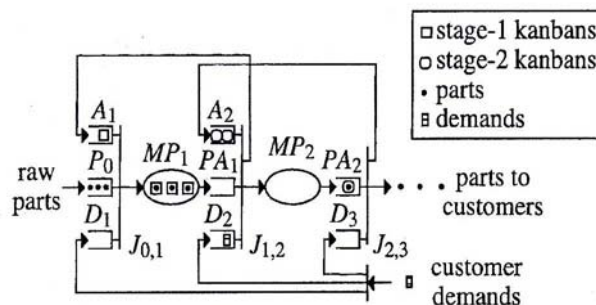 stage-1 kanbans
stage-2 kanbans
parts
demands
A1 A2
P0 MP1 PA1 MP2 PA2
raw parts
parts to customers
D1 D2 D3
J0,1 J1,2 J2,3
customer demands